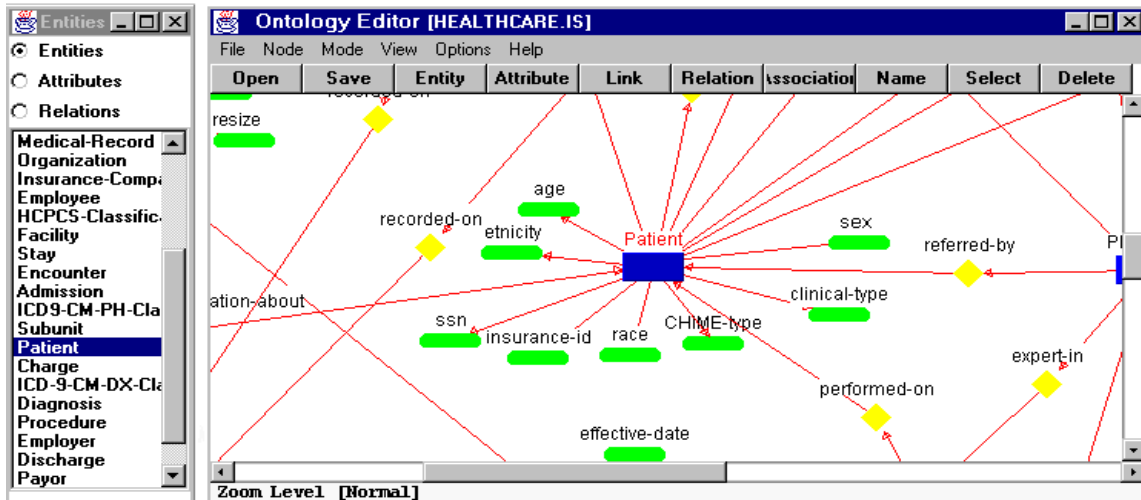 Entities
Entities
Attributes
Relations
Medical-Record
Organization
Insurance-Compa
Employee
HCPCS-Classific
Facility
Stay
Encounter
Admission
ICD9-CM-PH-Cla
Subunit
Patient
Charge
ICD-9-CM-DX-Cla
Diagnosis
Procedure
Employer
Discharge
Payor
Ontology Editor [HEALTHCARE.IS]
File Node Mode View Options Help
Open Save Entity Attribute Link Relation Association Name Select Delete
recorded-on
resize
age
recorded-on
etnicity
Patient
sex
referred-by
Pl
ation-about
ssn
insurance-id
race
CHIME-type
clinical-type
expert-in
performed-on
effective-date
Zoom Level [Normal]